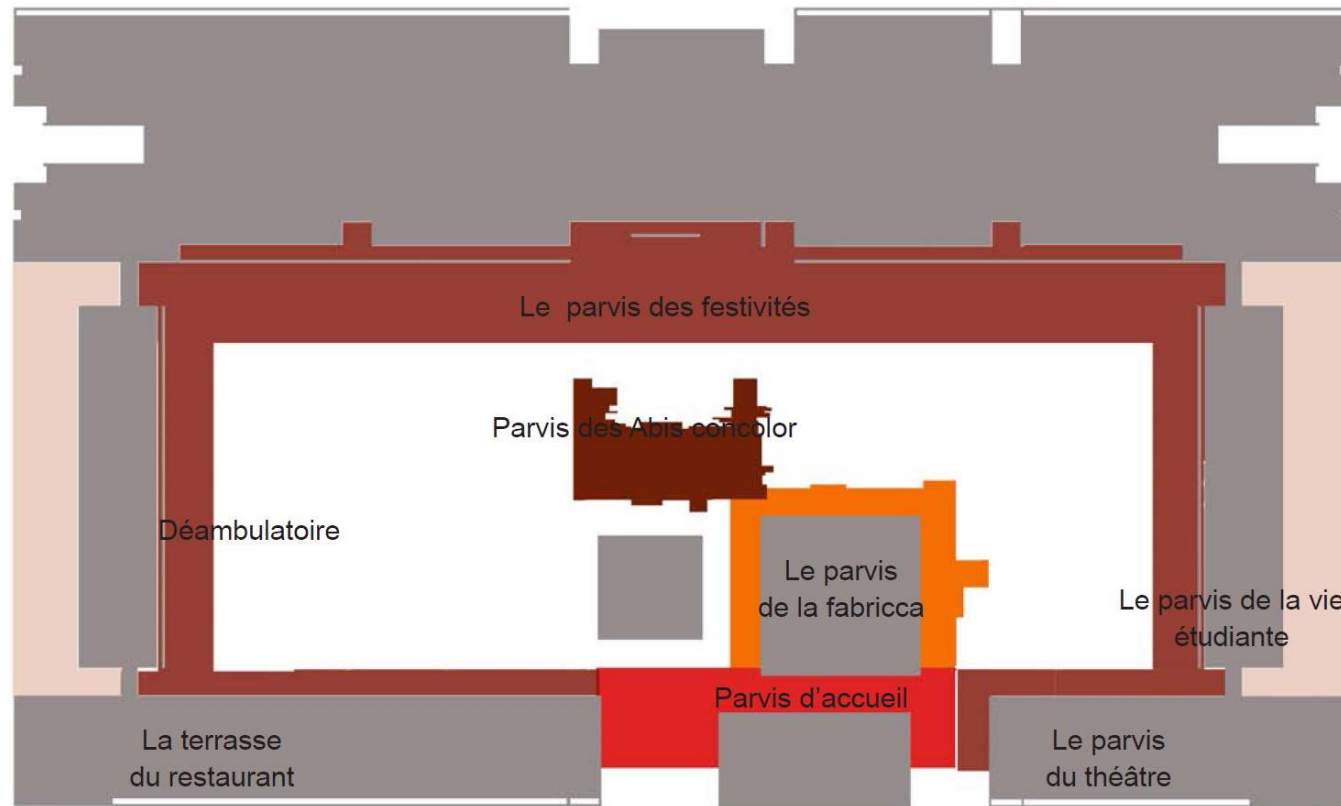 Le parvis des festivités
Parvis des Abis concolor
Déambulatoire
Le parvis
de la fabricca
Le parvis de la vie
étudiante
Parvis d'accueil
La terrasse
du restaurant
Le parvis
du théâtre